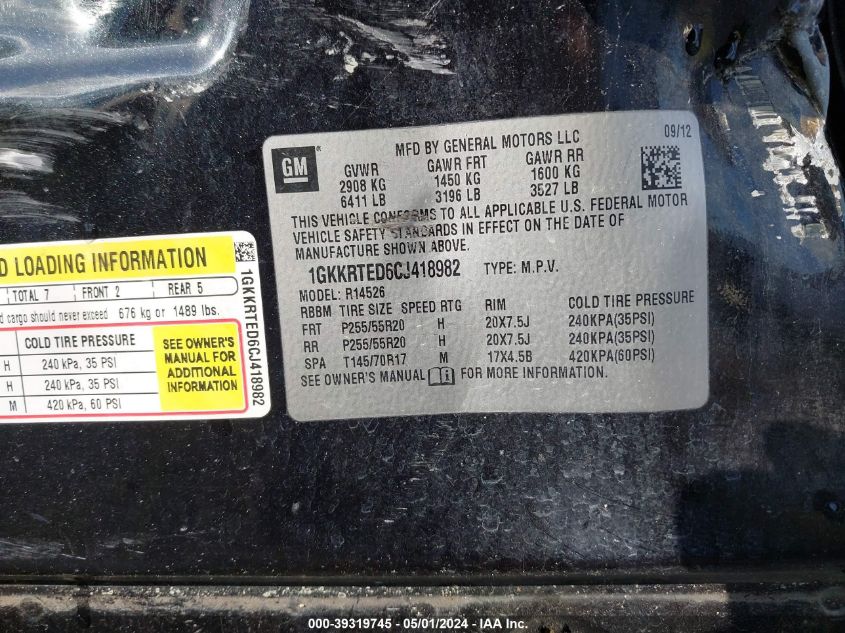 D LOADING INFORMATION
TOTAL 7 FRONT 2 REAR 5
d cargo should never exceed 676 kg or 1489 lbs.
COLD TIRE PRESSURE
H 240 kPa, 35 PSI
H 240 kPa, 35 PSI
M 420 kPa, 60 PSI
SEE OWNER'S
MANUAL FOR
ADDITIONAL
INFORMATION
1GKKRTED6CJ418982
GM
MFD BY GENERAL MOTORS LLC 09/12
GVWR GAWR FRT GAWR RR
2908 KG 1450 KG 1600 KG
6411 LB 3196 LB 3527 LB
THIS VEHICLE CONFORMS TO ALL APPLICABLE U.S. FEDERAL MOTOR
VEHICLE SAFETY STANDARDS IN EFFECT ON THE DATE OF
MANUFACTURE SHOWN ABOVE.
1GKKRTED6CJ418982 TYPE: M.P.V.
MODEL: R14526
RBBM TIRE SIZE SPEED RTG RIM COLD TIRE PRESSURE
FRT P255/55R20 H 20X7.5J 240KPA(35PSI)
RR P255/55R20 H 20X7.5J 240KPA(35PSI)
SPA T145/70R17 M 17X4.5B 420KPA(60PSI)
SEE OWNER'S MANUAL FOR MORE INFORMATION.
000-39319745 - 05/01/2024 - IAA Inc.